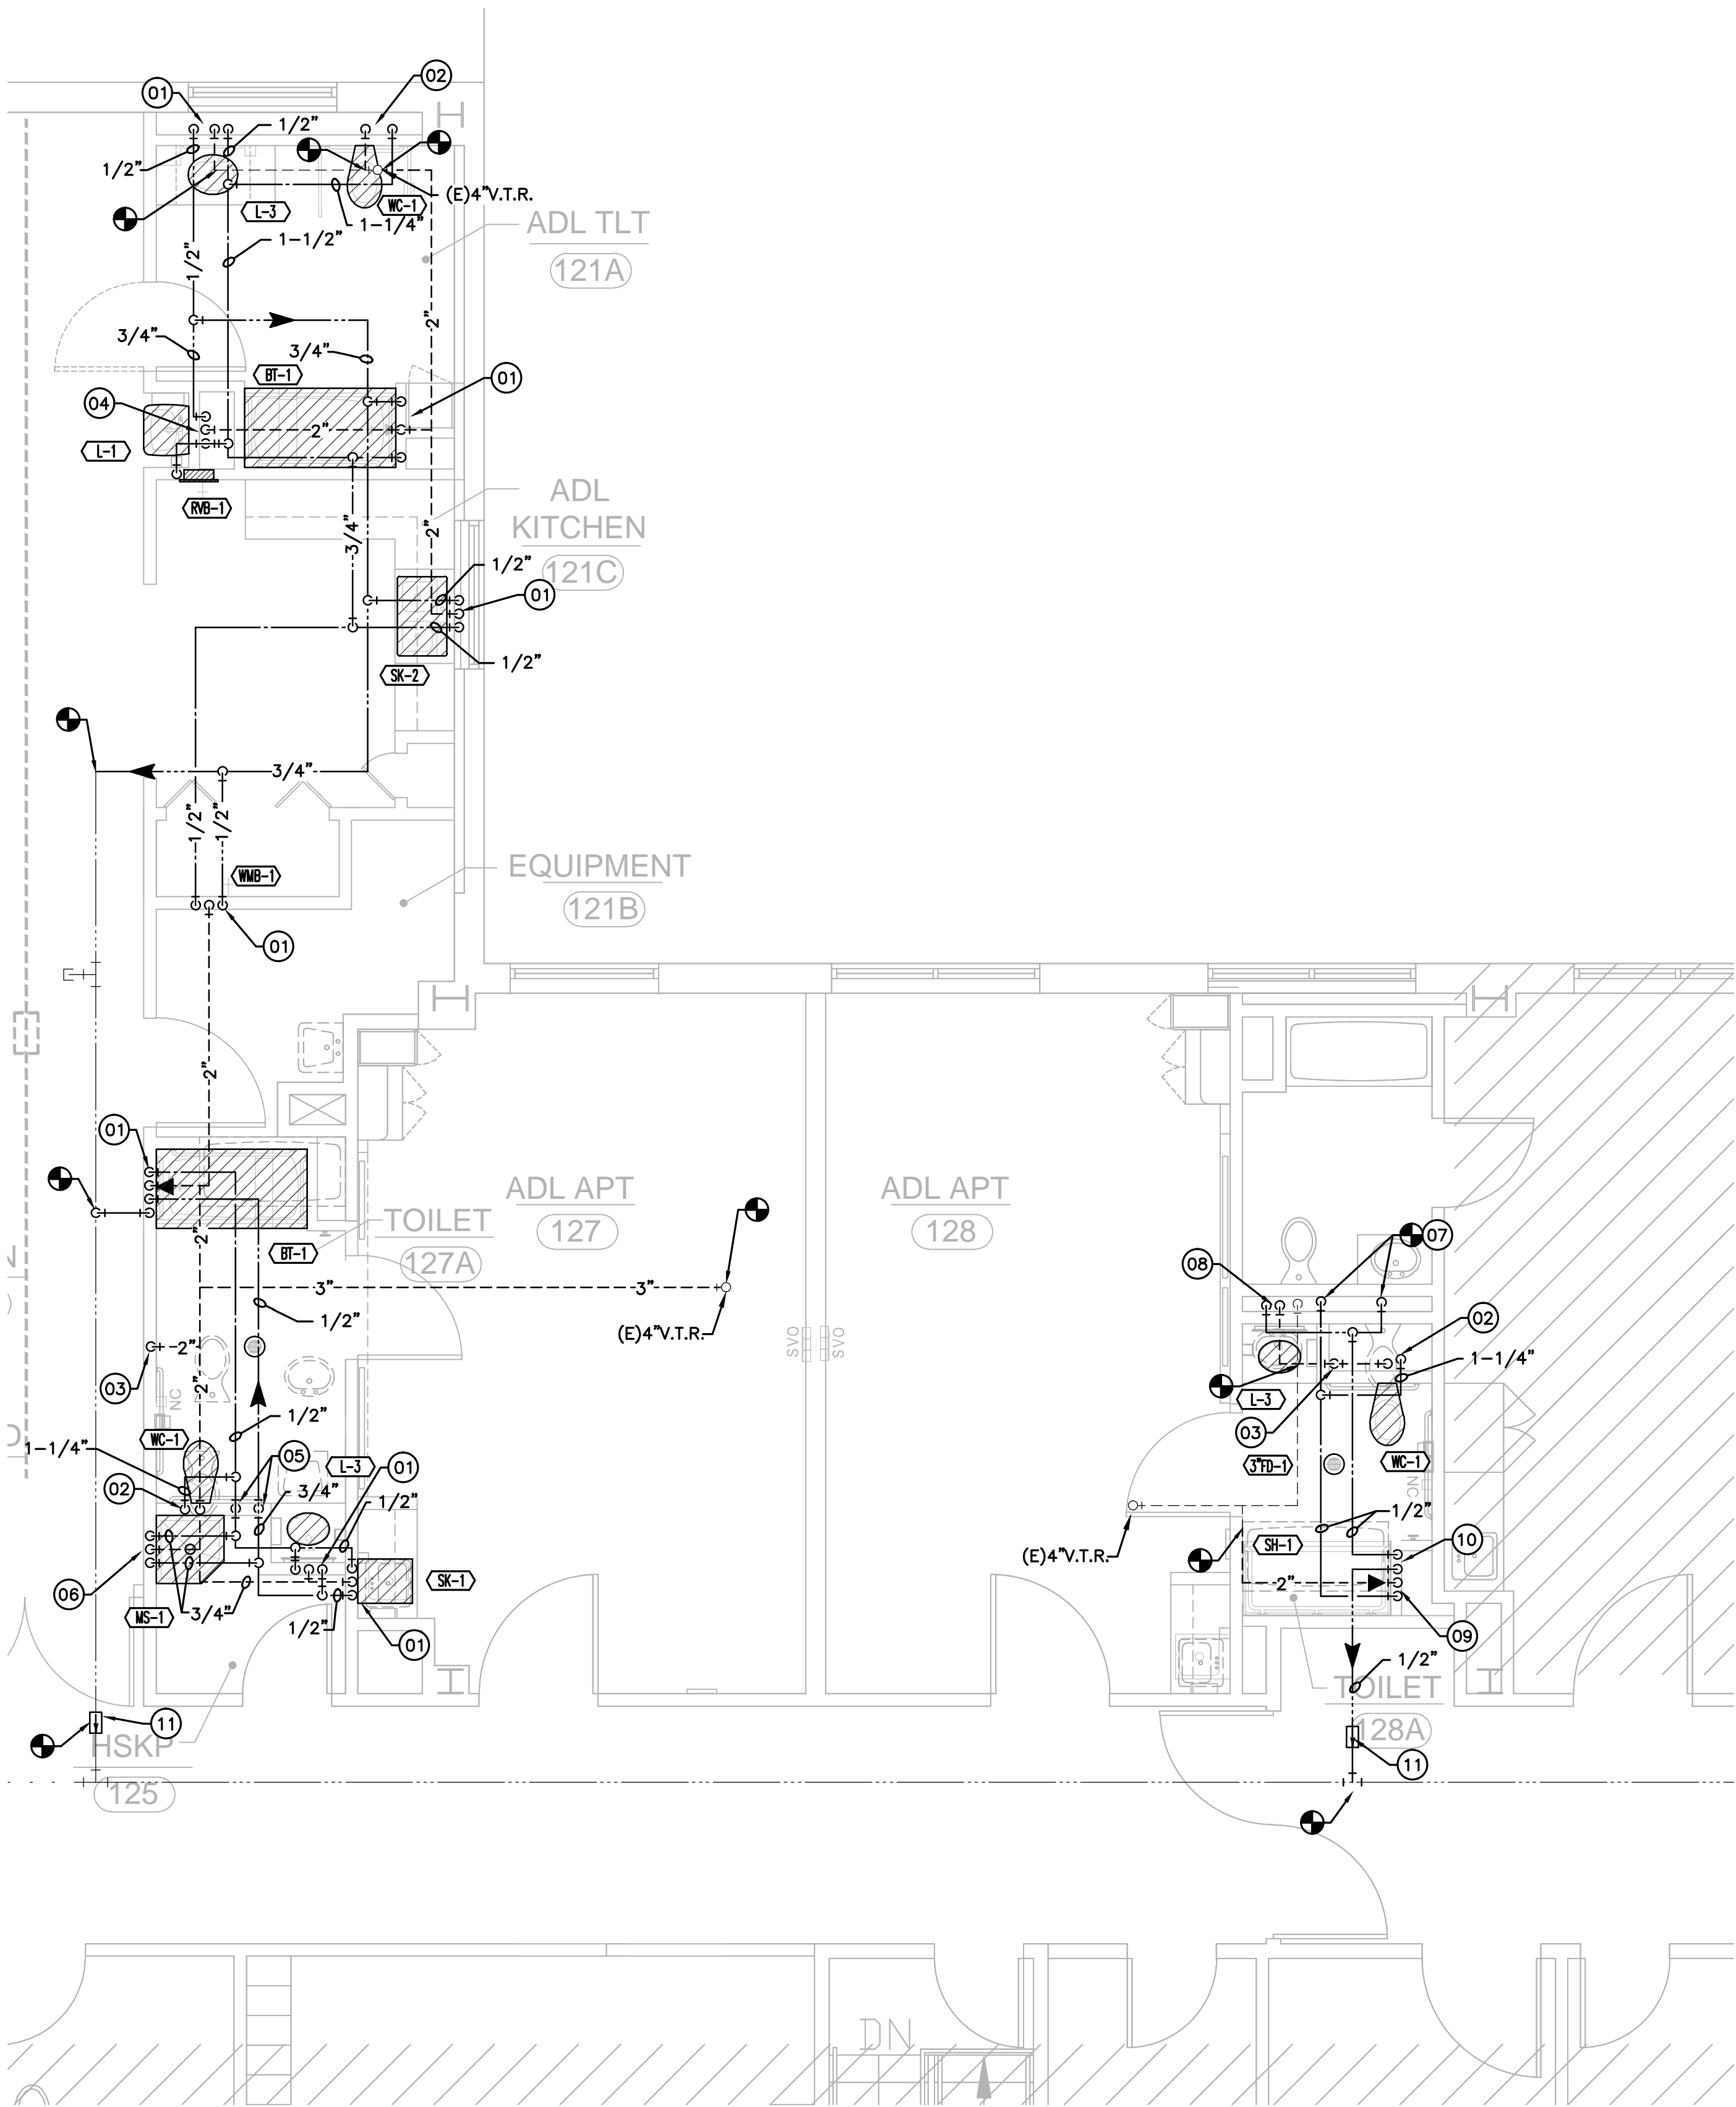 02
01
1/2"
1/2"
(E)4"V.T.R.
WC-1
L-3
1-1/4"
ADL TLT
121A
1-1/2"
1/2"
2"
3/4"
3/4"
BT-1
01
04
2"
L-1
RVB-1
ADL
KITCHEN
121C
2"
3/4"
1/2"
01
1/2"
SK-2
3/4"
1/2"
1/2"
WMB-1
EQUIPMENT
121B
01
2"
01
ADL APT
127
ADL APT
128
TOILET
127A
BT-1
2"
3"
3"
07
08
1/2"
(E)4"V.T.R.
SVO
SVO
02
2"
03
NC
2"
1-1/4"
L-3
03
1/2"
WC-1
1-1/4"
05
L-3
01
3"FD-1
WC-1
NC
02
3/4"
1/2"
1/2"
10
SH-1
(E)4"V.T.R.
06
SK-1
2"
MS-1
3/4"
1/2"
01
09
1/2"
TOILET
128A
11
HSKP
125
11
DN